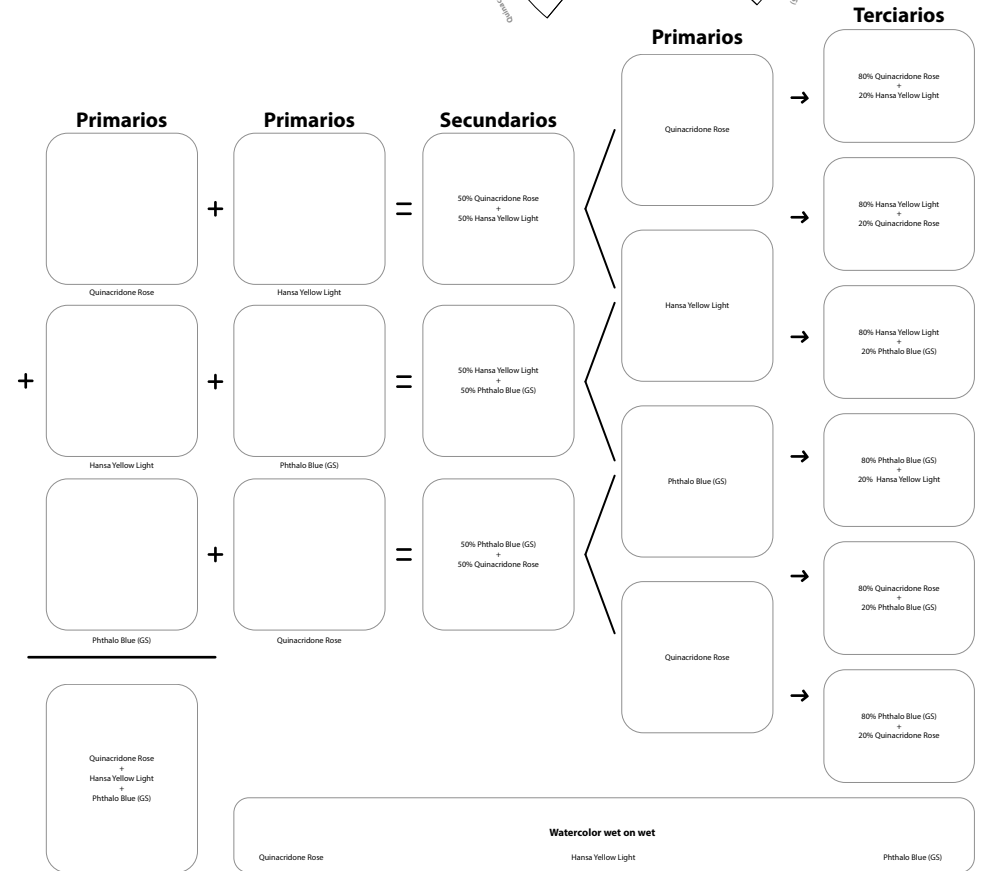 Quinac
Terciarios
Primarios
Primarios
Primarios
Secundarios
80% Quinacridone Rose
+
20% Hansa Yellow Light
Quinacridone Rose
80% Hansa Yellow Light
+
20% Quinacridone Rose
+
=
50% Quinacridone Rose
+
50% Hansa Yellow Light
Quinacridone Rose
Hansa Yellow Light
Hansa Yellow Light
80% Hansa Yellow Light
+
20% Phthalo Blue (GS)
+
+
=
50% Hansa Yellow Light
+
50% Phthalo Blue (GS)
Hansa Yellow Light
Phthalo Blue (GS)
Phthalo Blue (GS)
80% Phthalo Blue (GS)
+
20% Hansa Yellow Light
+
=
50% Phthalo Blue (GS)
+
50% Quinacridone Rose
Phthalo Blue (GS)
Quinacridone Rose
Quinacridone Rose
80% Quinacridone Rose
+
20% Phthalo Blue (GS)
80% Phthalo Blue (GS)
+
20% Quinacridone Rose
Quinacridone Rose
+
Hansa Yellow Light
+
Phthalo Blue (GS)
Watercolor wet on wet
Quinacridone Rose
Hansa Yellow Light
Phthalo Blue (GS)